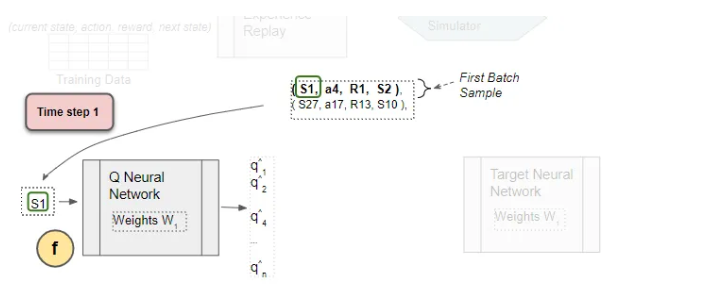 (current state, action, reward, next state)
Experience
Replay
Simulator
Training Data
( S1, a4, R1, S2 ),
( S27, a17, R13, S10 ),
First Batch
Sample
Time step 1
S1
Q Neural
Network
Weights W1
q^1
q^2
q^4
...
q^n
Target Neural
Network
Weights W1
f